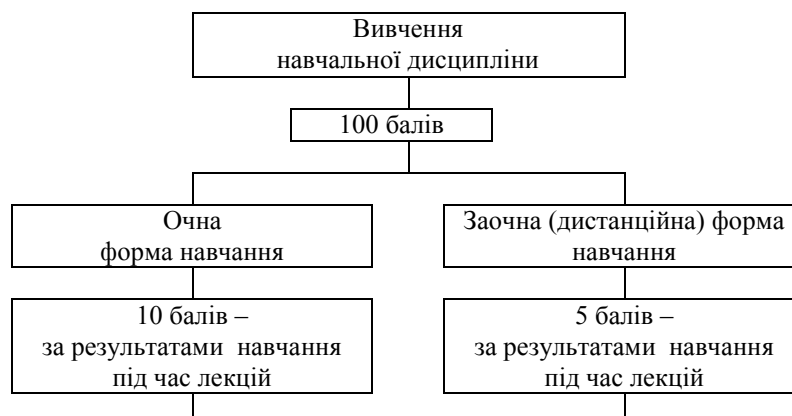 Вивчення
навчальної дисципліни
100 балів
Очна
форма навчання
Заочна (дистанційна) форма
навчання
10 балів –
за результатами навчання
під час лекцій
5 балів –
за результатами навчання
під час лекцій